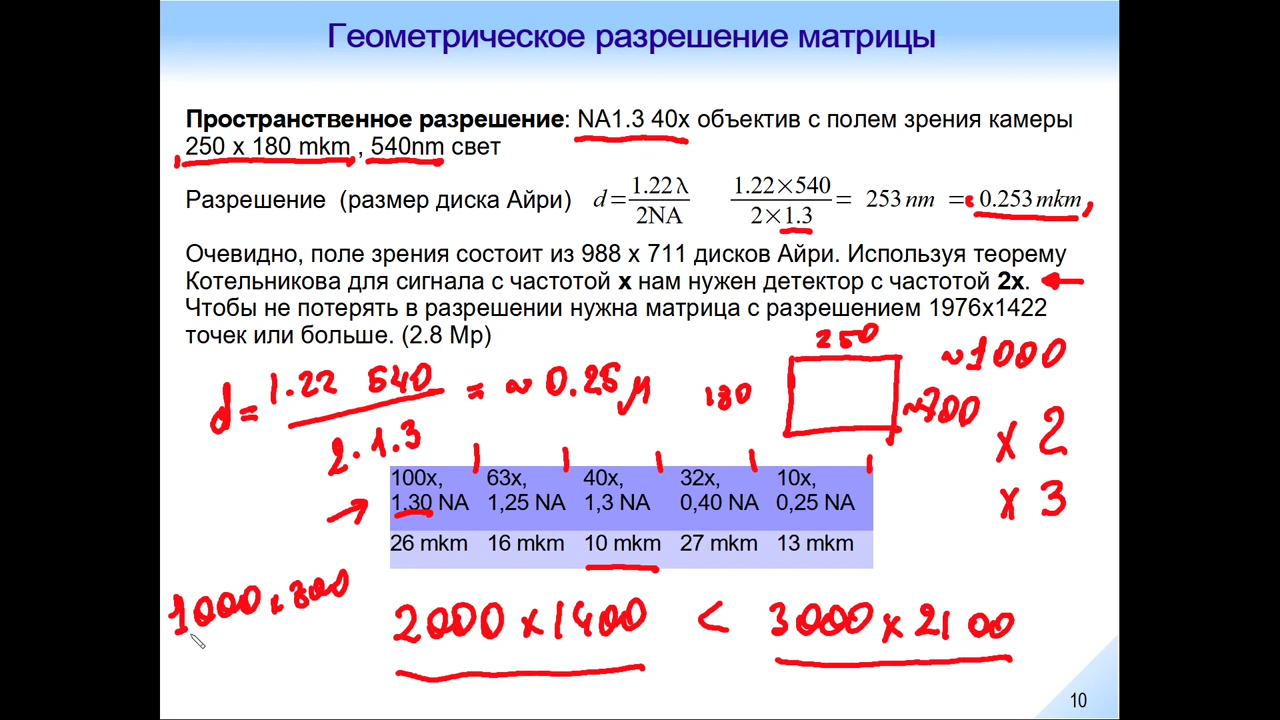 Геометрическое разрешение матрицы
Пространственное разрешение: NA1.3 40x объектив с полем зрения камеры
250 x 180 mkm , 540nm свет
Разрешение (размер диска Айри) d = 1.22λ / 2NA 1.22×540 / 2×1.3 = 253 nm = 0.253 mkm
Очевидно, поле зрения состоит из 988 x 711 дисков Айри. Используя теорему
Котельникова для сигнала с частотой x нам нужен детектор с частотой 2x.
Чтобы не потерять в разрешении нужна матрица с разрешением 1976x1422
точек или больше. (2.8 Mp)
d = 1.22 540 / 2 · 1.3 = ~ 0.25 μ
250
180
~1000
~700
x 2
x 3
100x, 63x, 40x, 32x, 10x,
1.30 NA 1,25 NA 1,3 NA 0,40 NA 0,25 NA
26 mkm 16 mkm 10 mkm 27 mkm 13 mkm
1000 x 700
2000 x 1400 < 3000 x 2100
10